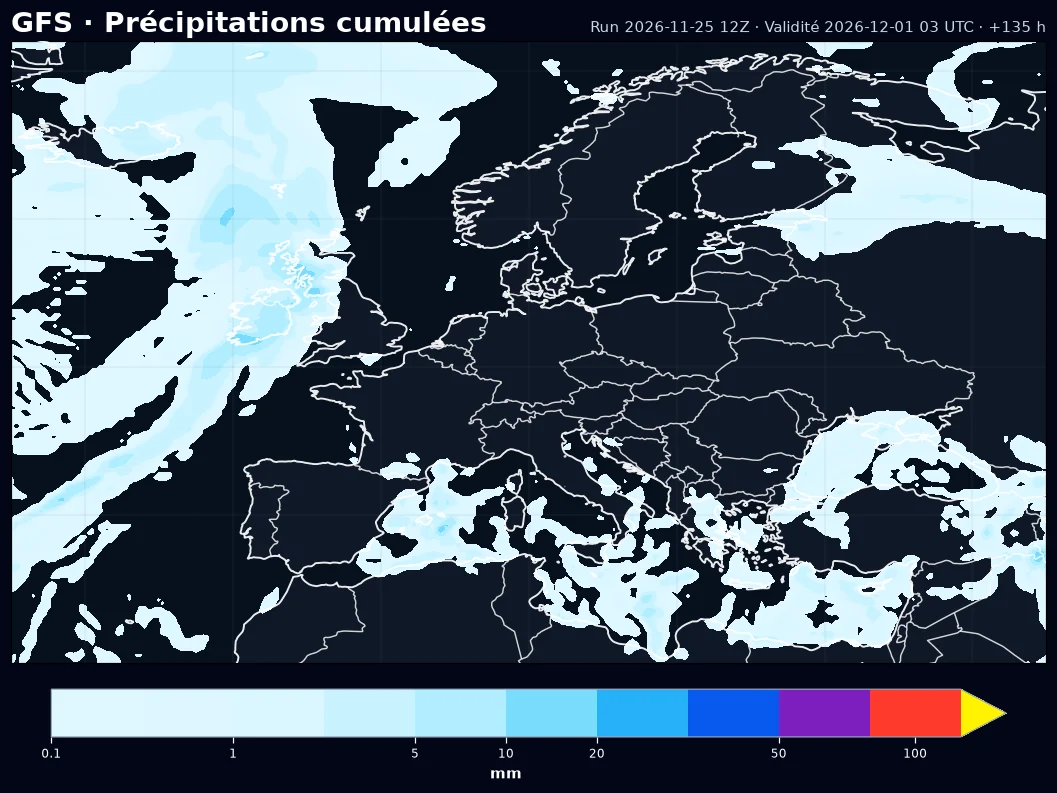 GFS · Précipitations cumulées
Run 2026-11-25 12Z · Validité 2026-12-01 03 UTC · +135 h
0.1 1 5 10 20 50 100
mm